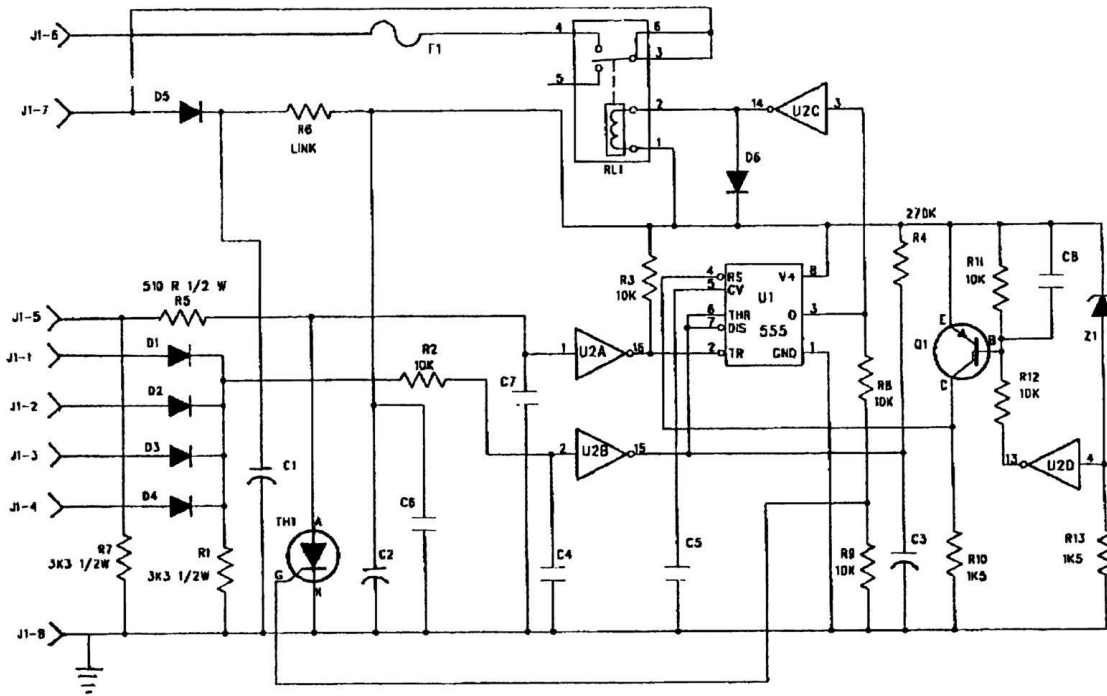 J1-6
4
6
F1
3
5
J1-7
D5
R6
LINK
2
14
U2C
3
1
RL1
D6
270K
R4
510 R 1/2 W
R5
J1-5
R3
10K
4
RS
V+
8
5
CV
U1
6
THR
O
3
7
DIS
555
2
TR
GND
1
R11
10K
C8
Z1
E
Q1
B
C
R12
10K
J1-1
D1
R2
10K
1
U2A
16
C7
J1-2
D2
R8
10K
J1-3
D3
2
U2B
15
13
U2D
4
C1
J1-4
D4
C6
TH1
A
G
K
R7
3K3 1/2W
R1
3K3 1/2W
C2
C4
C5
R9
10K
C3
R10
1K5
R13
1K5
J1-8